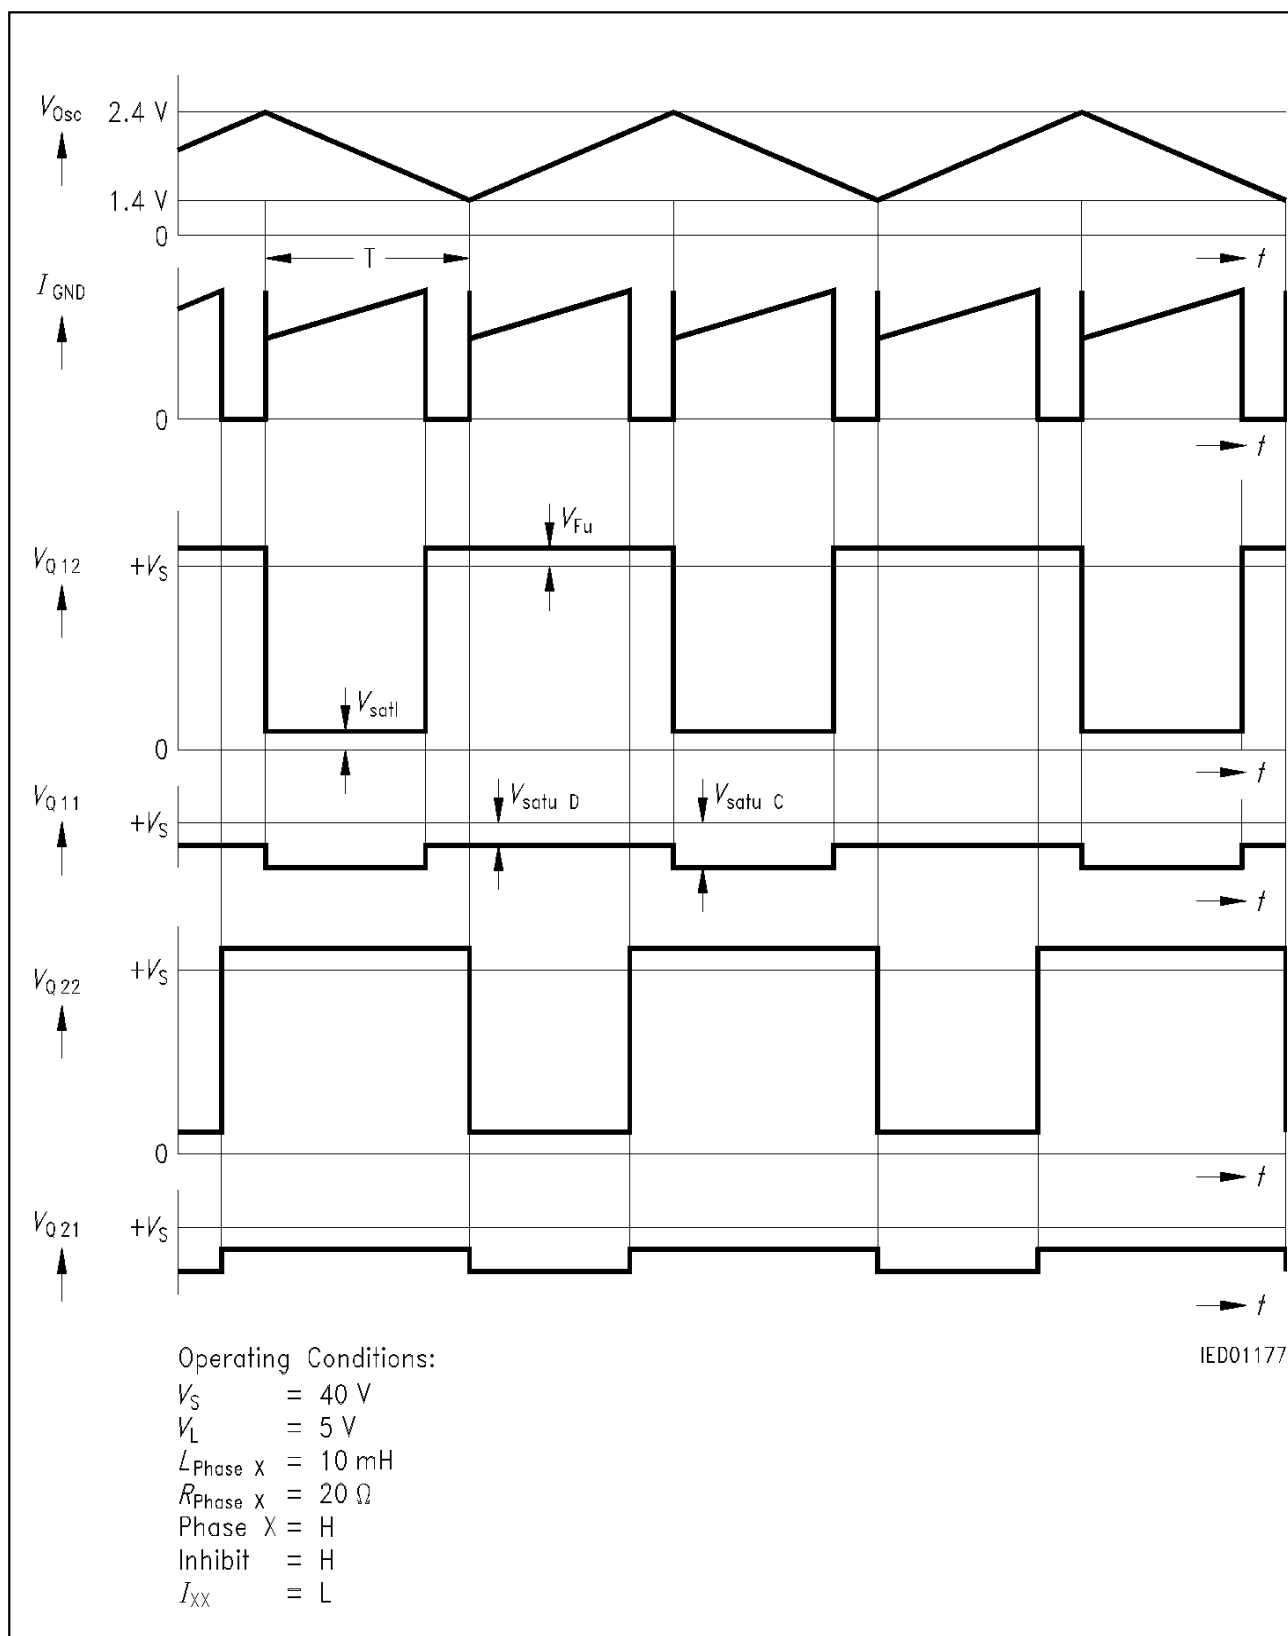 V_Osc 2.4 V
1.4 V
0
T
t
I_GND
0
t
V_Fu
V_Q12 +V_S
V_satl
0
t
V_Q11 +V_S
V_satu D
V_satu C
t
V_Q22 +V_S
0
t
V_Q21 +V_S
t
Operating Conditions:
IED01177
V_S = 40 V
V_L = 5 V
L_Phase X = 10 mH
R_Phase X = 20 Ω
Phase X = H
Inhibit = H
I_XX = L